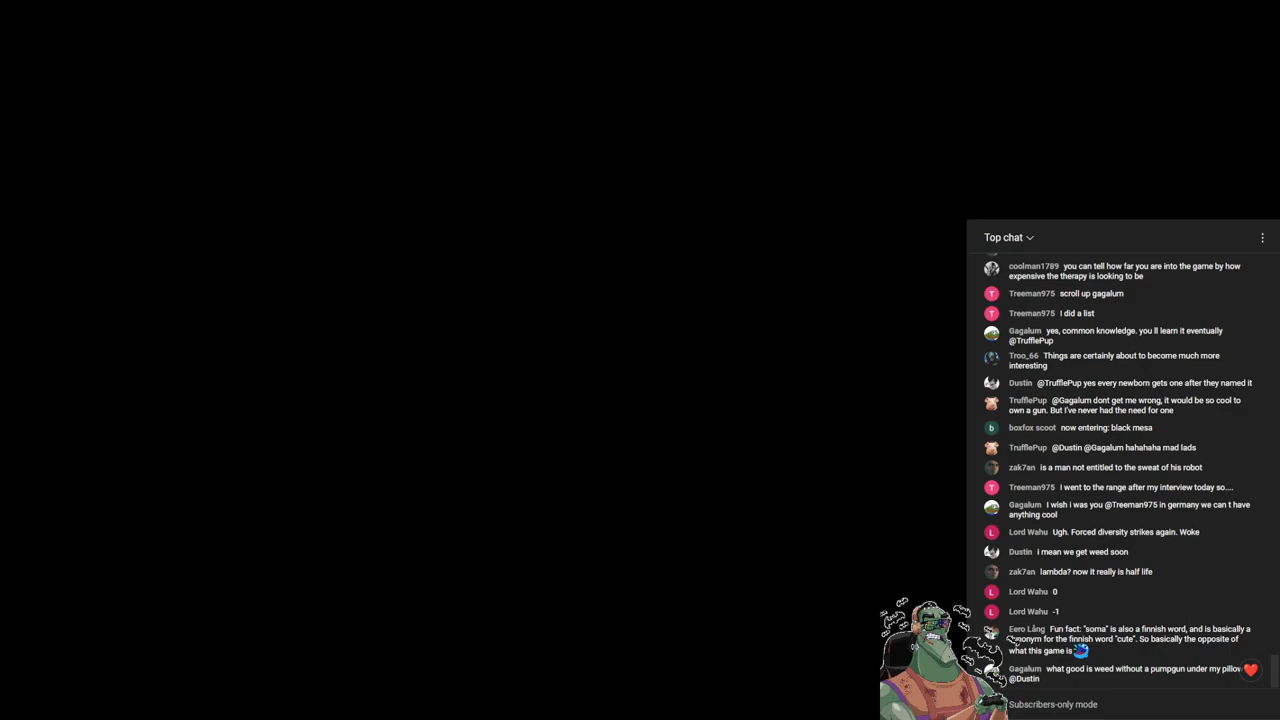 Top chat
coolman1789 you can tell how far you are into the game by how
expensive the therapy is looking to be
Treeman975 scroll up gagalum
Treeman975 I did a list
Gagalum yes, common knowledge. you ll learn it eventually
@TrufflePup
Troo_66 Things are certainly about to become much more
interesting
Dustin @TrufflePup yes every newborn gets one after they named it
TrufflePup @Gagalum dont get me wrong, it would be so cool to
own a gun. But I've never had the need for one
boxfox scoot now entering: black mesa
TrufflePup @Dustin @Gagalum hahahaha mad lads
zak7an is a man not entitled to the sweat of his robot
Treeman975 I went to the range after my interview today so....
Gagalum I wish i was you @Treeman975 in germany we can t have
anything cool
Lord Wahu Ugh. Forced diversity strikes again. Woke
Dustin i mean we get weed soon
zak7an lambda? now it really is half life
Lord Wahu 0
Lord Wahu -1
Eero Lång Fun fact: "soma" is also a finnish word, and is basically a
for the finnish word "cute". So basically the opposite of
what this game is
Gagalum what good is weed without a pumpgun under my pillow
@Dustin
Subscribers-only mode